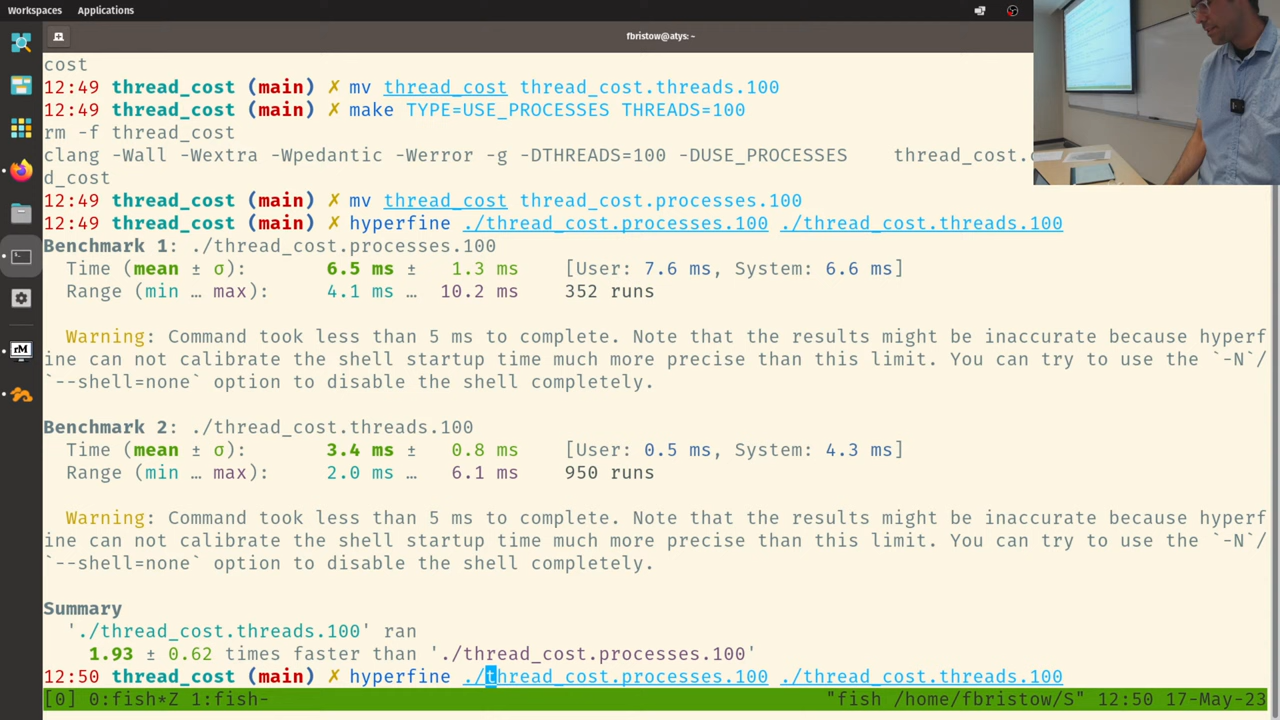 Workspaces Applications
fbristow@atys: ~
cost
12:49 thread_cost (main) ✗ mv thread_cost thread_cost.threads.100
12:49 thread_cost (main) ✗ make TYPE=USE_PROCESSES THREADS=100
rm -f thread_cost
clang -Wall -Wextra -Wpedantic -Werror -g -DTHREADS=100 -DUSE_PROCESSES thread_cost.
d_cost
12:49 thread_cost (main) ✗ mv thread_cost thread_cost.processes.100
12:49 thread_cost (main) ✗ hyperfine ./thread_cost.processes.100 ./thread_cost.threads.100
Benchmark 1: ./thread_cost.processes.100
Time (mean ± σ): 6.5 ms ± 1.3 ms [User: 7.6 ms, System: 6.6 ms]
Range (min … max): 4.1 ms … 10.2 ms 352 runs
Warning: Command took less than 5 ms to complete. Note that the results might be inaccurate because hyperf
ine can not calibrate the shell startup time much more precise than this limit. You can try to use the `-N`/
`--shell=none` option to disable the shell completely.
Benchmark 2: ./thread_cost.threads.100
Time (mean ± σ): 3.4 ms ± 0.8 ms [User: 0.5 ms, System: 4.3 ms]
Range (min … max): 2.0 ms … 6.1 ms 950 runs
Warning: Command took less than 5 ms to complete. Note that the results might be inaccurate because hyperf
ine can not calibrate the shell startup time much more precise than this limit. You can try to use the `-N`/
`--shell=none` option to disable the shell completely.
Summary
'./thread_cost.threads.100' ran
1.93 ± 0.62 times faster than './thread_cost.processes.100'
12:50 thread_cost (main) ✗ hyperfine ./thread_cost.processes.100 ./thread_cost.threads.100
[0] 0:fish*Z 1:fish- "fish /home/fbristow/S" 12:50 17-May-23